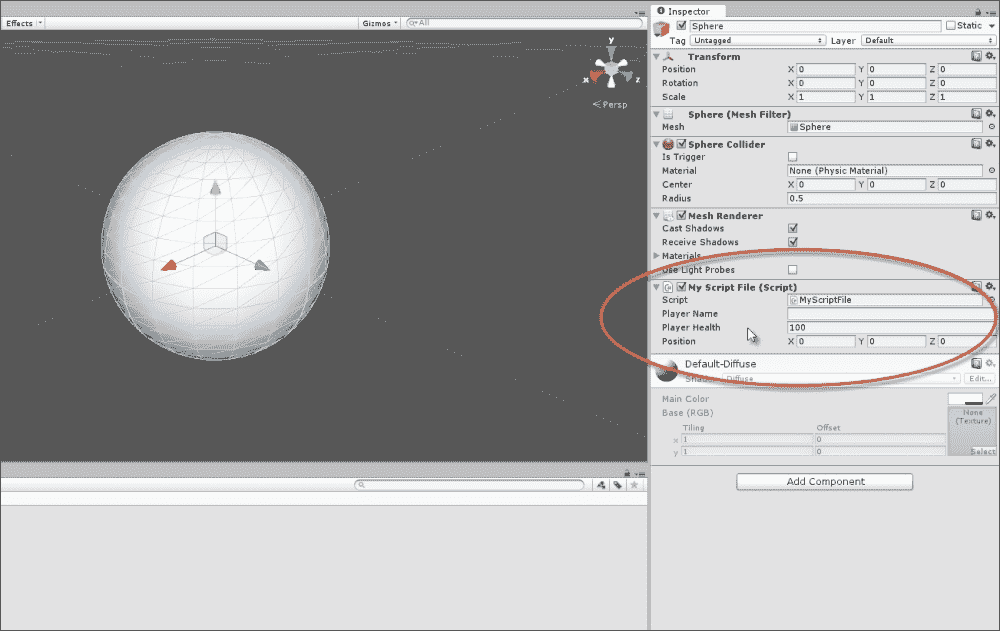 Effects
Gizmos
All
y
x
z
Persp
Inspector
Sphere
Static
Tag Untagged Layer Default
Transform
Position X 0 Y 0 Z 0
Rotation X 0 Y 0 Z 0
Scale X 1 Y 1 Z 1
Sphere (Mesh Filter)
Mesh Sphere
Sphere Collider
Is Trigger
Material None (Physic Material)
Center X 0 Y 0 Z 0
Radius 0.5
Mesh Renderer
Cast Shadows
Receive Shadows
Materials
Use Light Probes
My Script File (Script)
Script MyScriptFile
Player Name
Player Health 100
Position X 0 Y 0 Z 0
Default-Diffuse
Shader Diffuse Edit...
Main Color
Base (RGB)
None
(Texture)
Tiling Offset
x 1 0
y 1 0
Select
Add Component